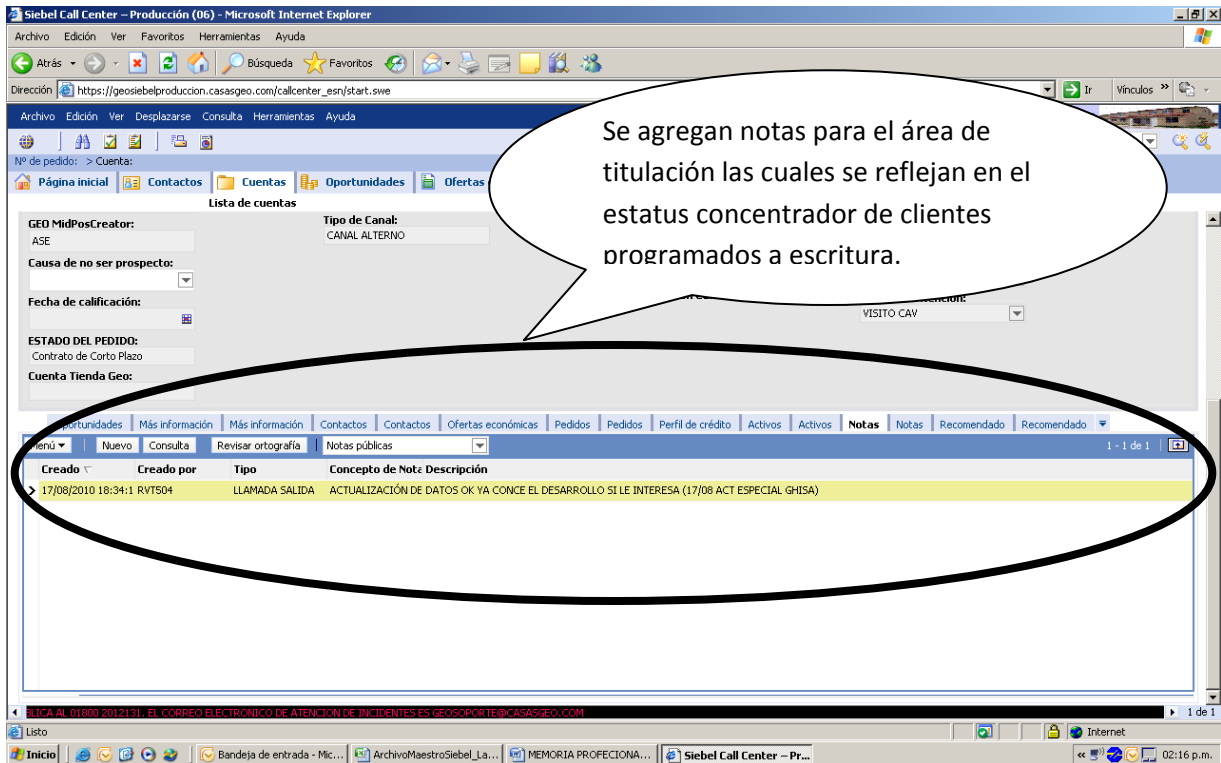 Siebel Call Center – Producción (06) - Microsoft Internet Explorer
Archivo Edición Ver Favoritos Herramientas Ayuda
Atrás Búsqueda Favoritos
Dirección https://geosiebelproduccion.casasgeo.com/callcenter_esn/start.swe Ir Vínculos »
Archivo Edición Ver Desplazarse Consulta Herramientas Ayuda
Nº de pedido: > Cuenta:
Página inicial Contactos Cuentas Oportunidades Ofertas
Lista de cuentas
Se agregan notas para el área de
titulación las cuales se reflejan en el
estatus concentrador de clientes
programados a escritura.
GEO MidPosCreator: Tipo de Canal:
ASE CANAL ALTERNO
Causa de no ser prospecto:
Fecha de calificación:
VISITO CAV
ESTADO DEL PEDIDO:
Contrato de Corto Plazo
Cuenta Tienda Geo:
Oportunidades Más información Más información Contactos Contactos Ofertas económicas Pedidos Pedidos Perfil de crédito Activos Activos Notas Notas Recomendado Recomendado
Menú Nuevo Consulta Revisar ortografía Notas públicas 1 - 1 de 1
Creado Creado por Tipo Concepto de Nota Descripción
17/08/2010 18:34:1 RVT504 LLAMADA SALIDA ACTUALIZACIÓN DE DATOS OK YA CONCE EL DESARROLLO SI LE INTERESA (17/08 ACT ESPECIAL GHISA)
BLICA AL 01800 2012131. EL CORREO ELECTRONICO DE ATENCION DE INCIDENTES ES GEOSOPORTE@CASASGEO.COM 1 de 1
Listo Internet
Inicio Bandeja de entrada - Mic... ArchivoMaestroSiebel_La... MEMORIA PROFECIONA... Siebel Call Center – Pr... « 02:16 p.m.